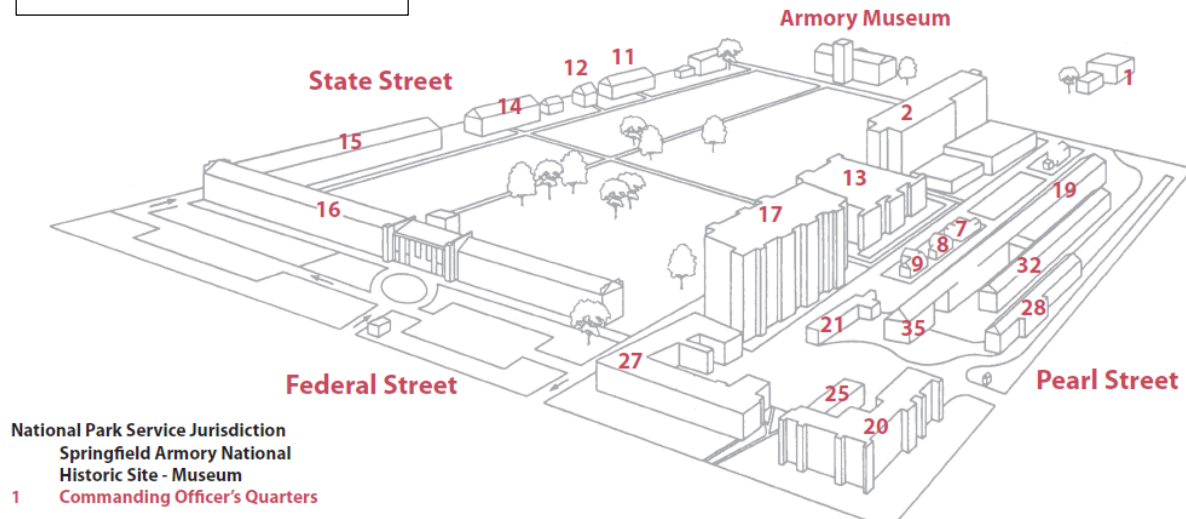 Armory Museum
State Street
11
12
1
14
2
15
13
16
17
19
7
8
9
32
28
21
35
27
Federal Street
Pearl Street
25
20
National Park Service Jurisdiction
Springfield Armory National
Historic Site - Museum
1 Commanding Officer's Quarters